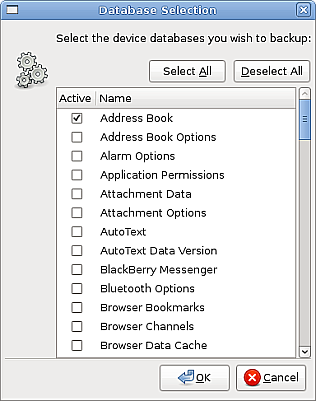 Database Selection
Select the device databases you wish to backup:
Select All Deselect All
Active Name
Address Book
Address Book Options
Alarm Options
Application Permissions
Attachment Data
Attachment Options
AutoText
AutoText Data Version
BlackBerry Messenger
Bluetooth Options
Browser Bookmarks
Browser Channels
Browser Data Cache
OK Cancel